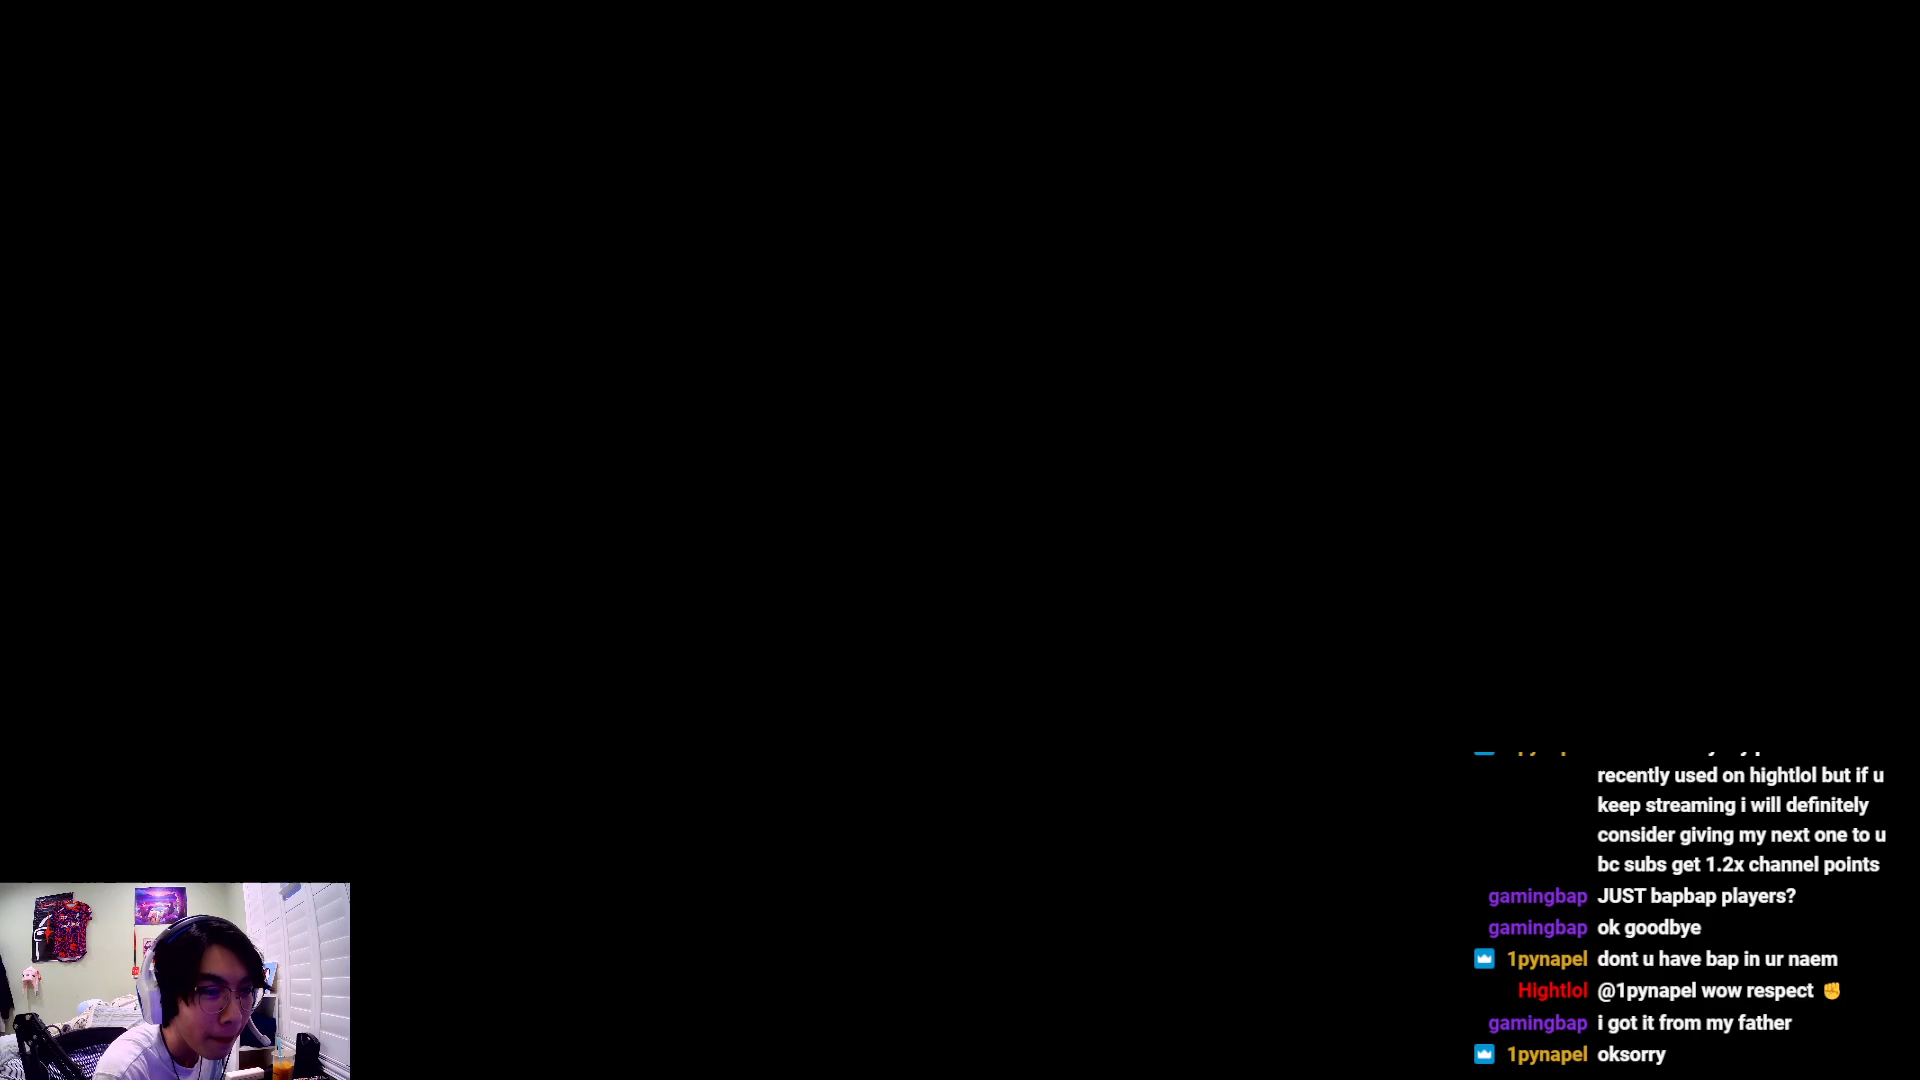 recently used on hightlol but if u
keep streaming i will definitely
consider giving my next one to u
bc subs get 1.2x channel points
gamingbap JUST bapbap players?
gamingbap ok goodbye
1pynapel dont u have bap in ur naem
Hightlol @1pynapel wow respect ✊
gamingbap i got it from my father
1pynapel oksorry